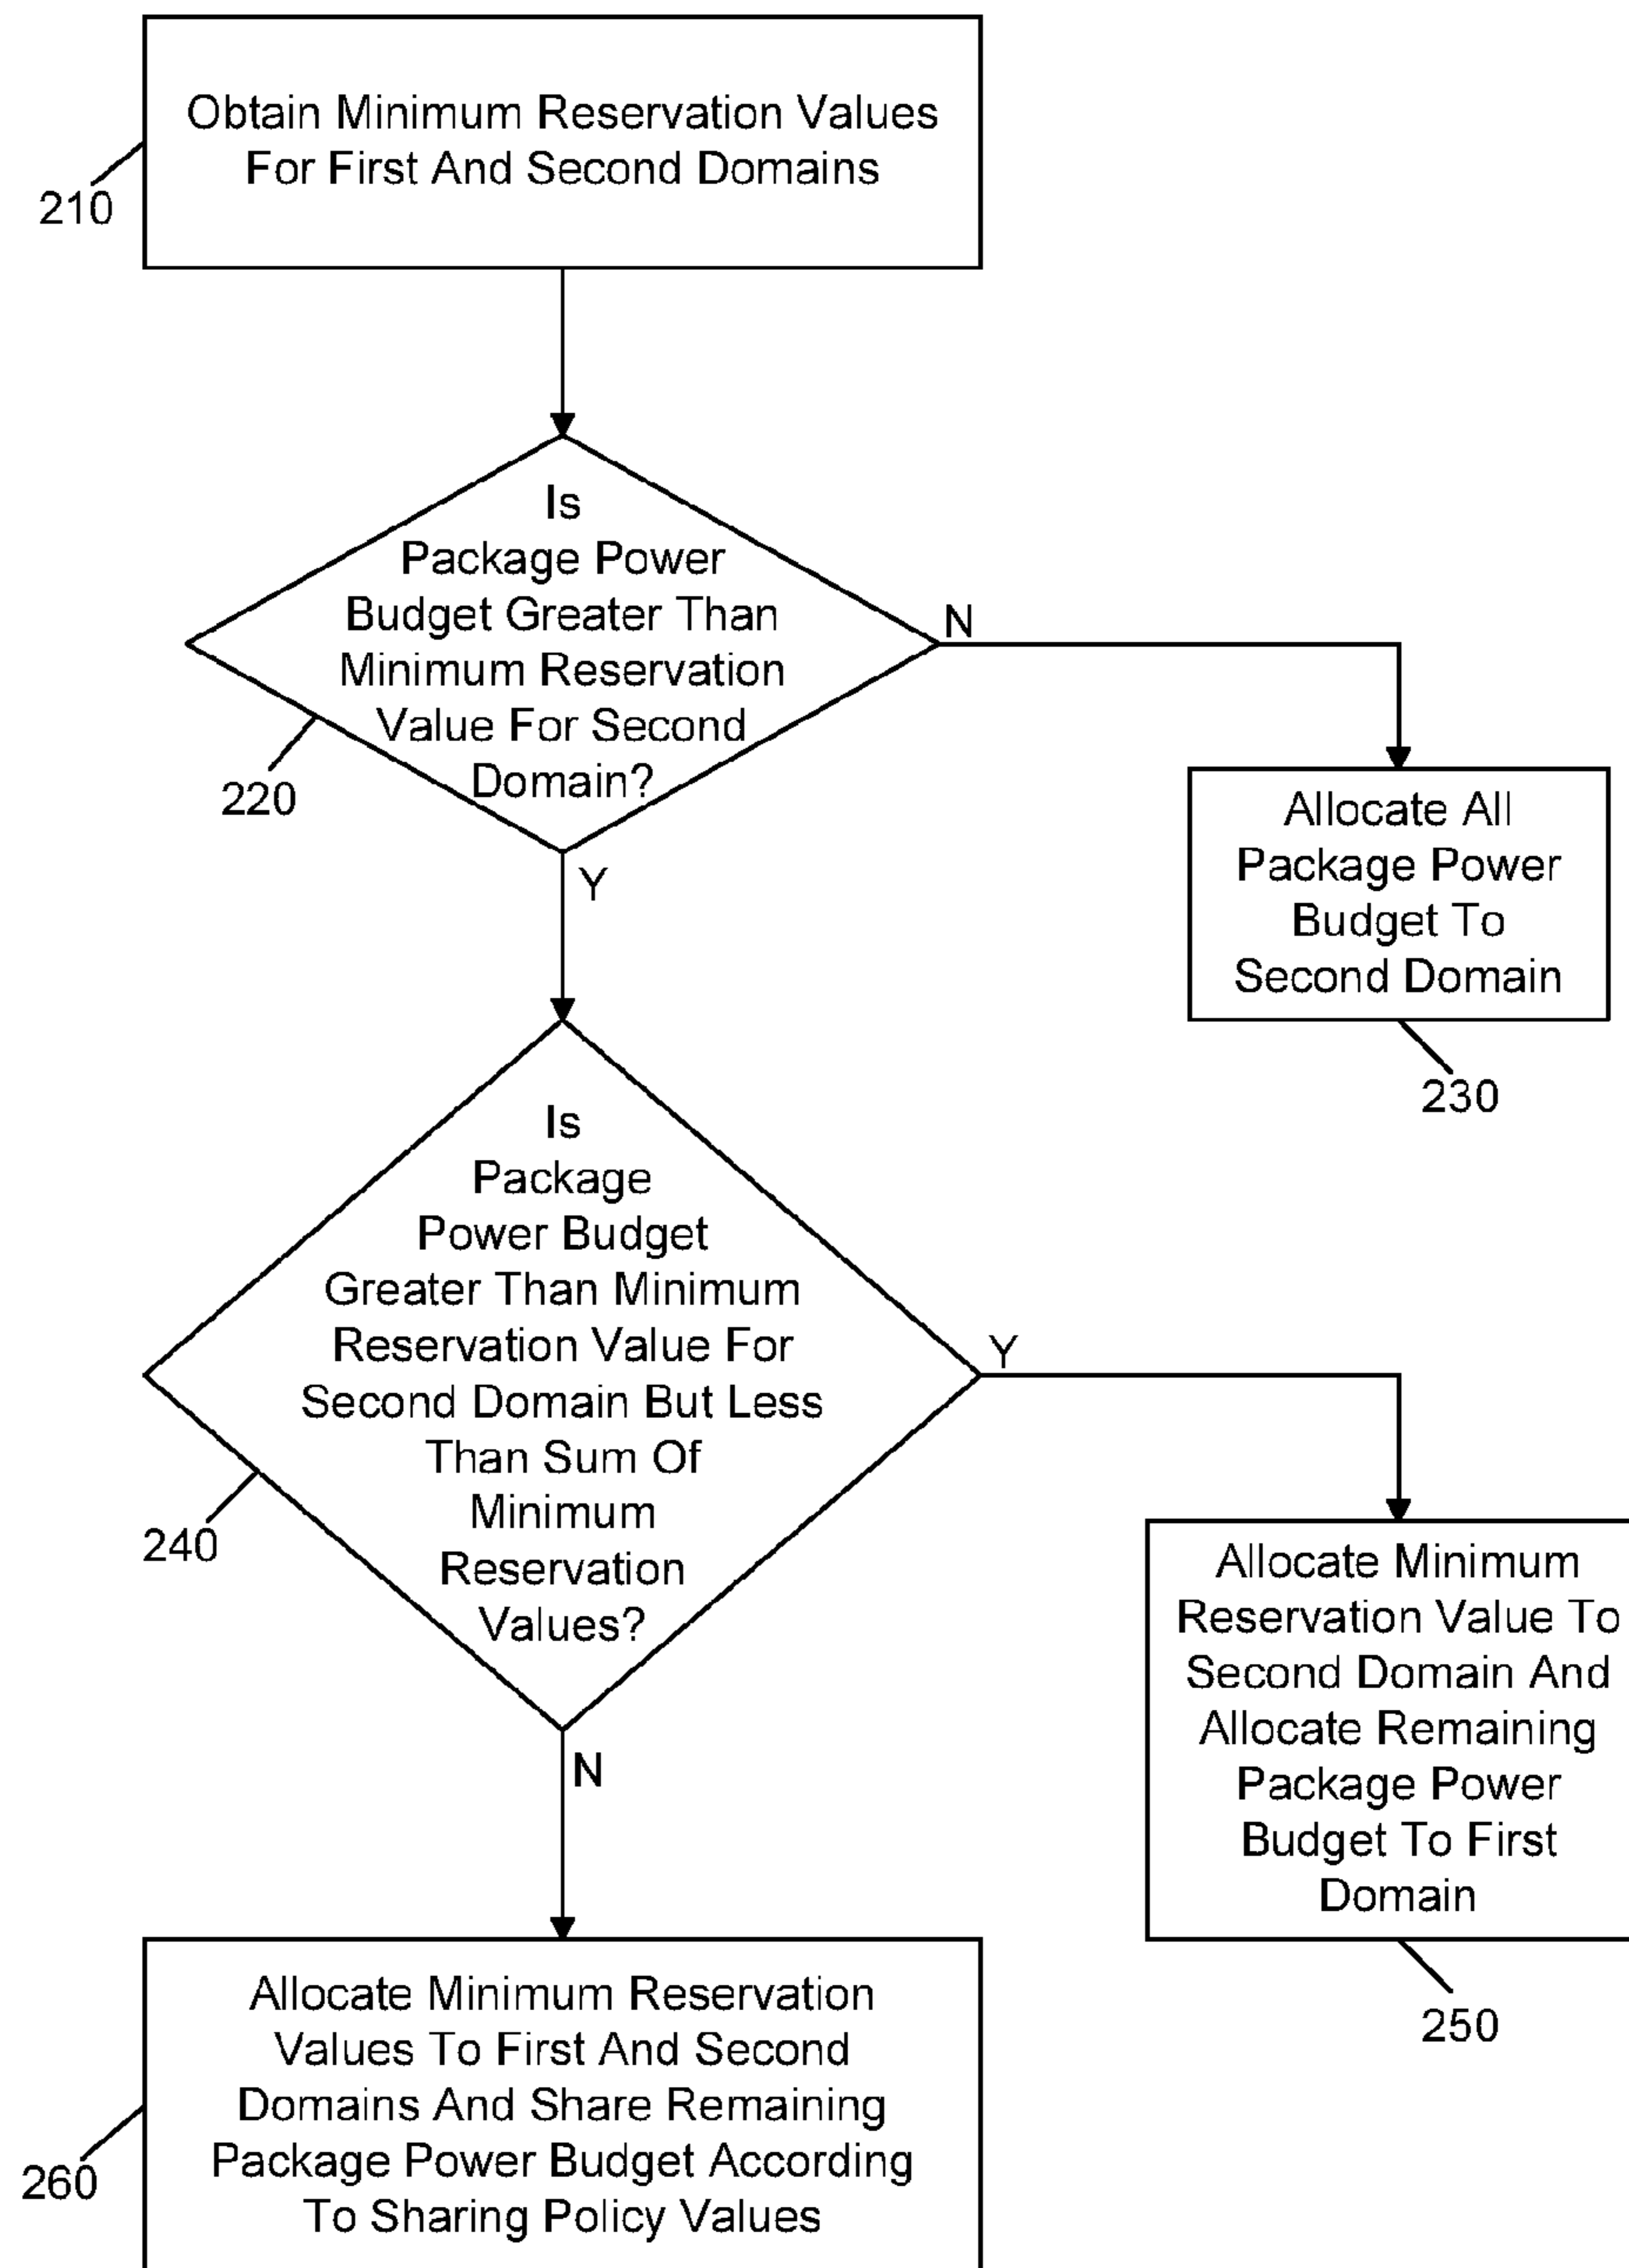 Obtain Minimum Reservation Values
For First And Second Domains
210
Is
Package Power
Budget Greater Than
Minimum Reservation
Value For Second
Domain?
N
220
Y
Allocate All
Package Power
Budget To
Second Domain
230
Is
Package
Power Budget
Greater Than Minimum
Reservation Value For
Second Domain But Less
Than Sum Of
Minimum
Reservation
Values?
Y
240
N
Allocate Minimum
Reservation Value To
Second Domain And
Allocate Remaining
Package Power
Budget To First
Domain
250
Allocate Minimum Reservation
Values To First And Second
Domains And Share Remaining
Package Power Budget According
To Sharing Policy Values
260